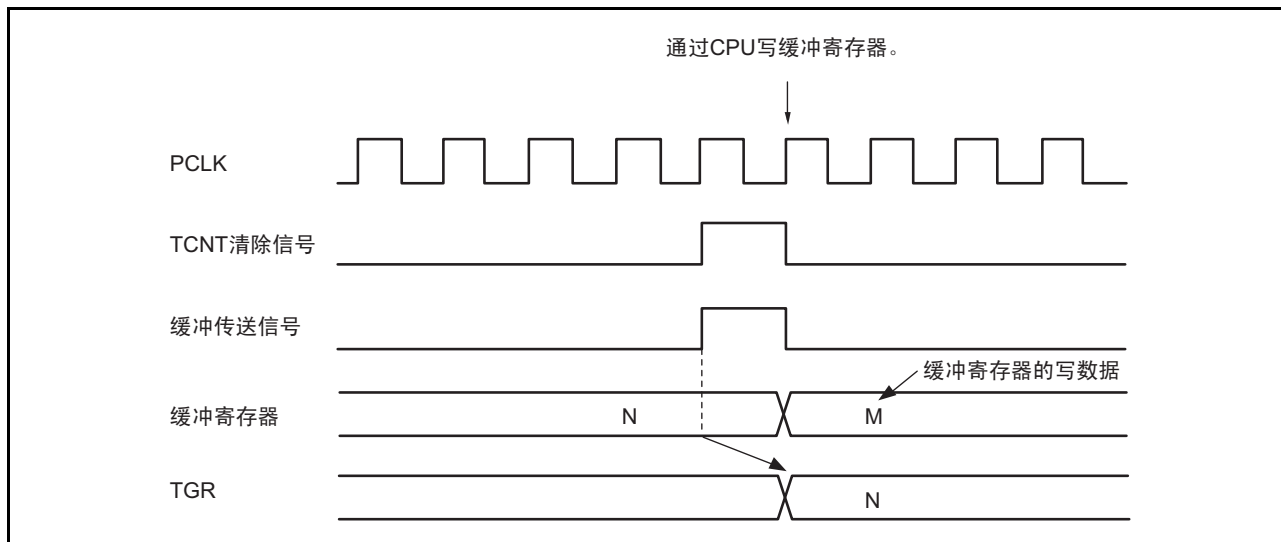 通过CPU写缓冲寄存器。
PCLK
TCNT清除信号
缓冲传送信号
缓冲寄存器的写数据
缓冲寄存器
N
M
TGR
N